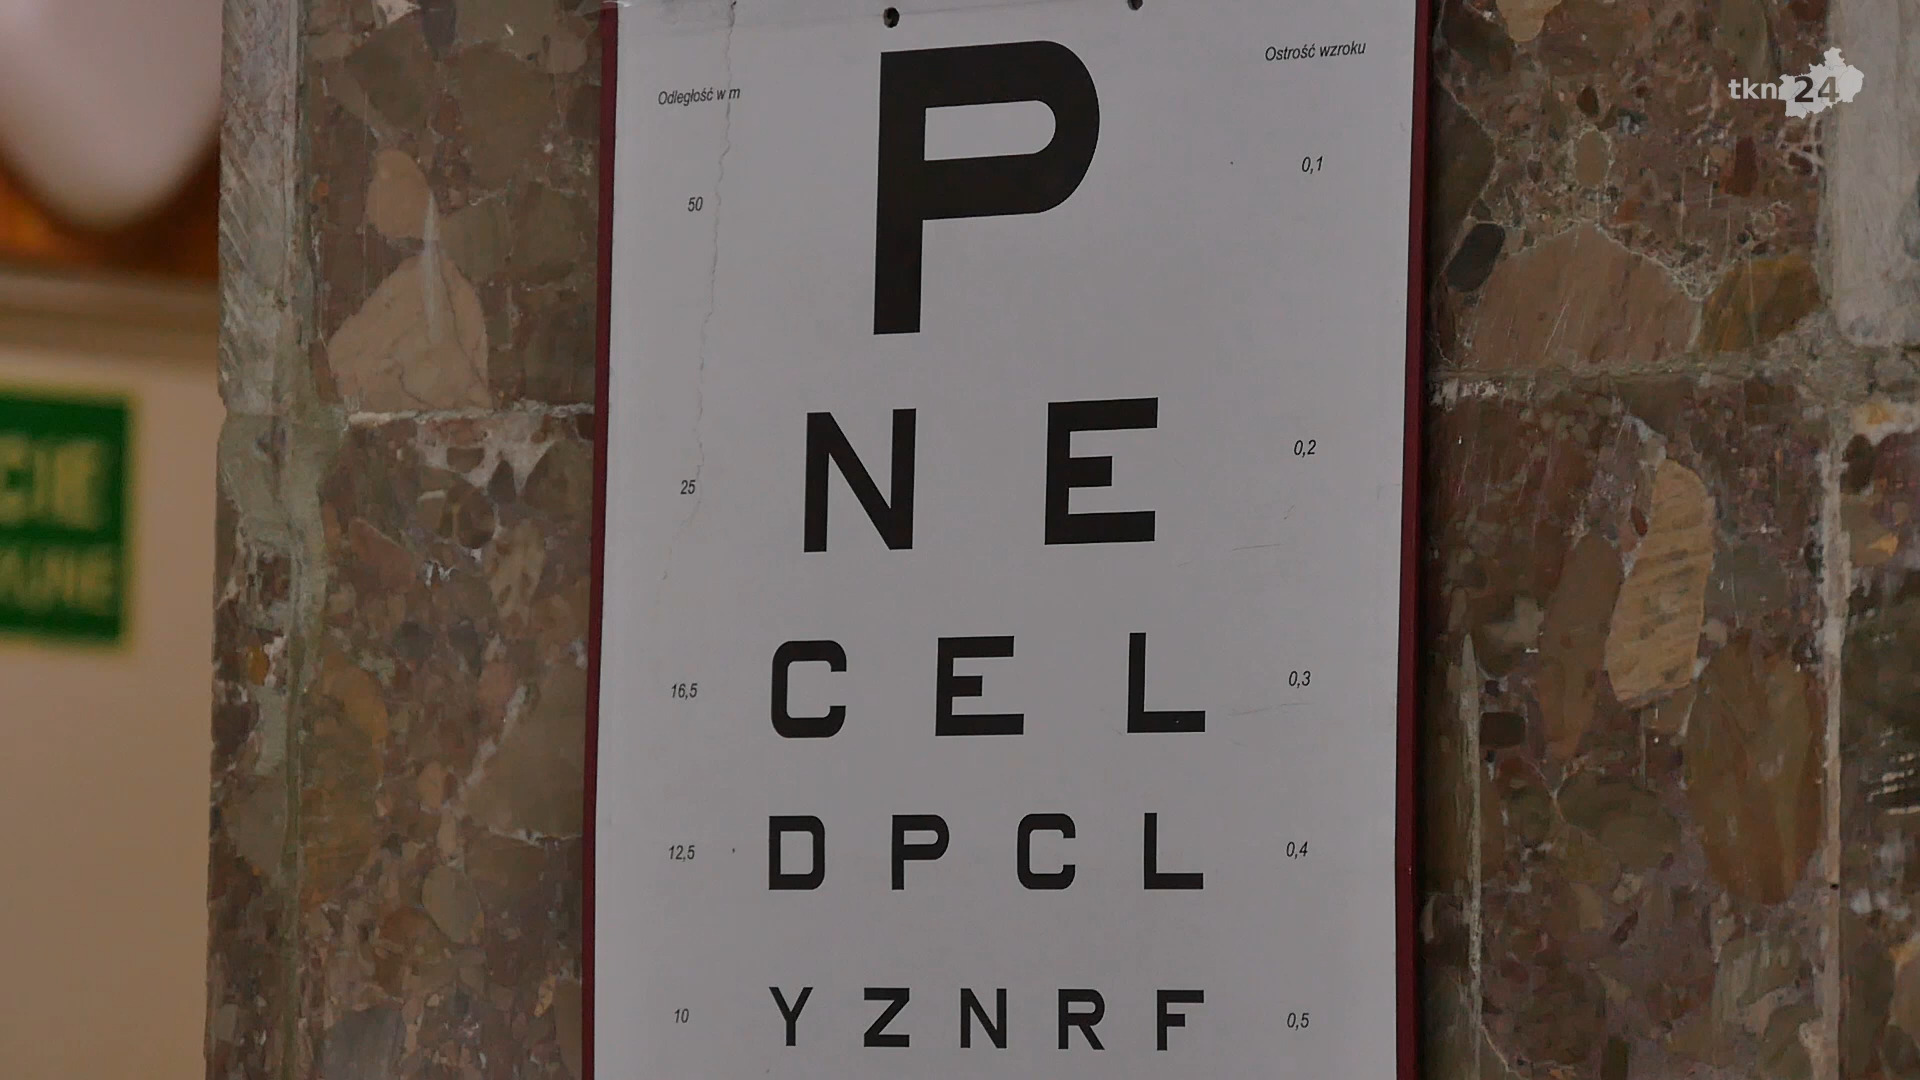 tkn24
Odległość w m
Ostrość wzroku
50 P 0,1
25 N E 0,2
16,5 C E L 0,3
12,5 D P C L 0,4
10 Y Z N R F 0,5
CIE